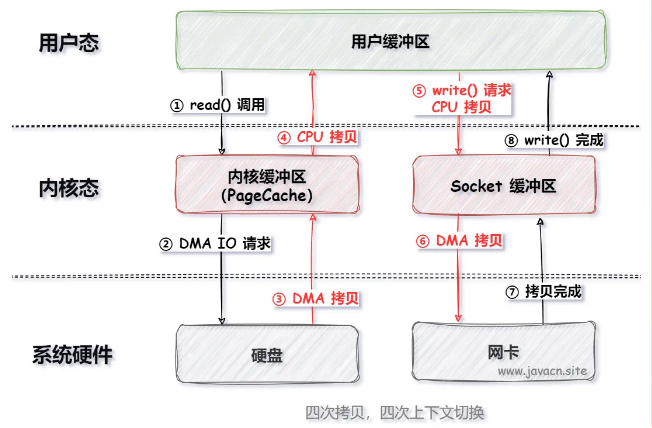 用户态
用户缓冲区
① read() 调用
④ CPU 拷贝
⑤ write() 请求
CPU 拷贝
⑧ write() 完成
内核态
内核缓冲区
(PageCache)
Socket 缓冲区
② DMA IO 请求
③ DMA 拷贝
⑥ DMA 拷贝
⑦ 拷贝完成
系统硬件
硬盘
网卡
www.javacn.site
四次拷贝，四次上下文切换